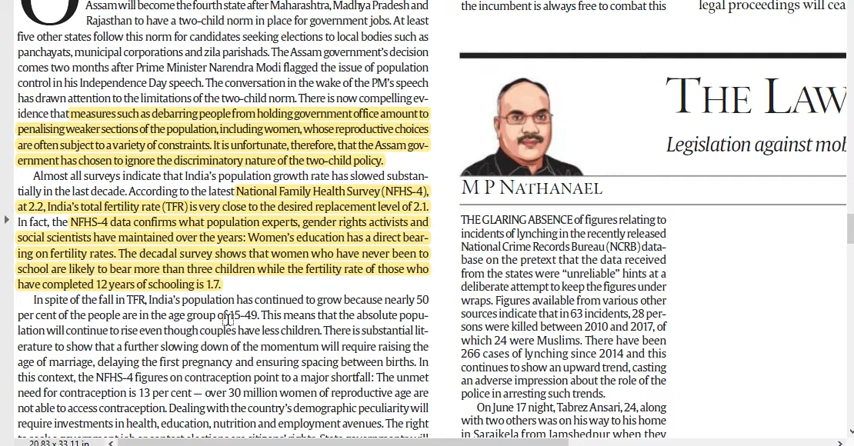 O
Assam will become the fourth state after Maharashtra, Madhya Pradesh and
Rajasthan to have a two-child norm in place for government jobs. At least
five other states follow this norm for candidates seeking elections to local bodies such as
panchayats, municipal corporations and zila parishads. The Assam government's decision
comes two months after Prime Minister Narendra Modi flagged the issue of population
control in his Independence Day speech. The conversation in the wake of the PM's speech
has drawn attention to the limitations of the two-child norm. There is now compelling ev-
idence that measures such as debarring people from holding government office amount to
penalising weaker sections of the population, including women, whose reproductive choices
are often subject to a variety of constraints. It is unfortunate, therefore, that the Assam gov-
ernment has chosen to ignore the discriminatory nature of the two-child policy.
Almost all surveys indicate that India's population growth rate has slowed substan-
tially in the last decade. According to the latest National Family Health Survey (NFHS-4),
at 2.2, India's total fertility rate (TFR) is very close to the desired replacement level of 2.1.
In fact, the NFHS-4 data confirms what population experts, gender rights activists and
social scientists have maintained over the years: Women's education has a direct bear-
ing on fertility rates. The decadal survey shows that women who have never been to
school are likely to bear more than three children while the fertility rate of those who
have completed 12 years of schooling is 1.7.
In spite of the fall in TFR, India's population has continued to grow because nearly 50
per cent of the people are in the age group of 15-49. This means that the absolute popu-
lation will continue to rise even though couples have less children. There is substantial lit-
erature to show that a further slowing down of the momentum will require raising the
age of marriage, delaying the first pregnancy and ensuring spacing between births. In
this context, the NFHS-4 figures on contraception point to a major shortfall: The unmet
need for contraception is 13 per cent — over 30 million women of reproductive age are
not able to access contraception. Dealing with the country's demographic peculiarity will
require investments in health, education, nutrition and employment avenues. The right
20.83 x 33.11 in
the incumbent is always free to combat this
legal proceedings will cea
THE LAW
Legislation against mob
M P NATHANAEL
THE GLARING ABSENCE of figures relating to
incidents of lynching in the recently released
National Crime Records Bureau (NCRB) data-
base on the pretext that the data received
from the states were "unreliable" hints at a
deliberate attempt to keep the figures under
wraps. Figures available from various other
sources indicate that in 63 incidents, 28 per-
sons were killed between 2010 and 2017, of
which 24 were Muslims. There have been
266 cases of lynching since 2014 and this
continues to show an upward trend, casting
an adverse impression about the role of the
police in arresting such trends.
On June 17 night, Tabrez Ansari, 24, along
with two others was on his way to his home
in Saraikela from Jamshedpur when they